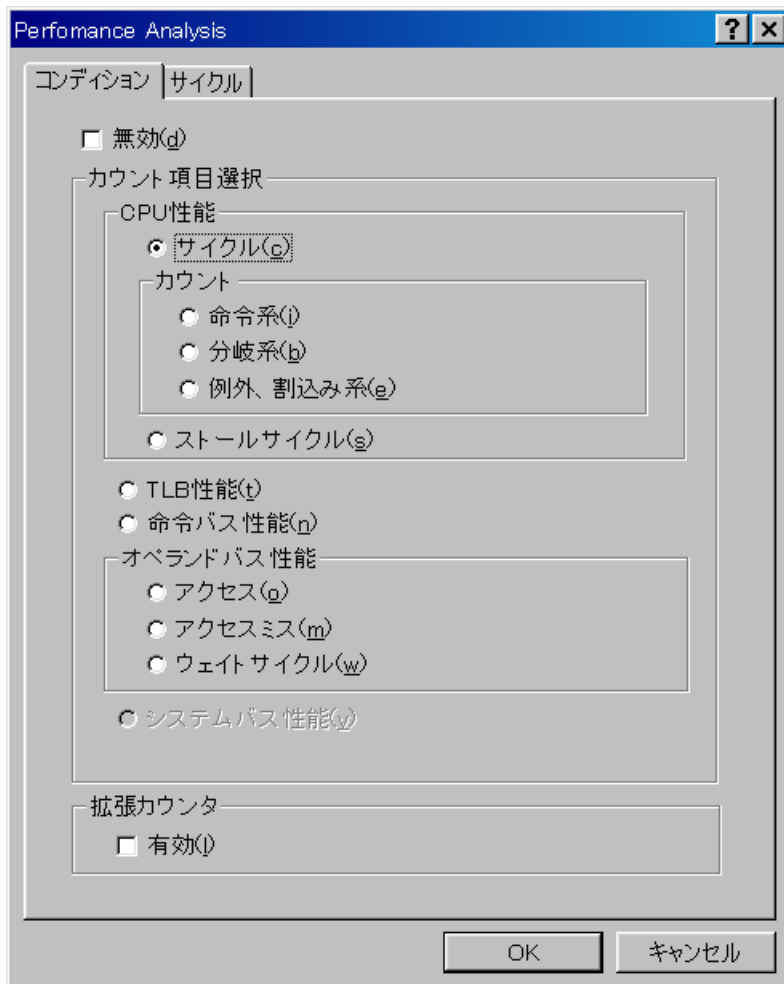 Perfomance Analysis
コンディション
サイクル
無効(d)
カウント項目選択
CPU性能
サイクル(c)
カウント
命令系(i)
分岐系(b)
例外、割込み系(e)
ストールサイクル(s)
TLB性能(t)
命令バス性能(n)
オペランドバス性能
アクセス(o)
アクセスミス(m)
ウェイトサイクル(w)
システムバス性能(y)
拡張カウンタ
有効(l)
OK
キャンセル